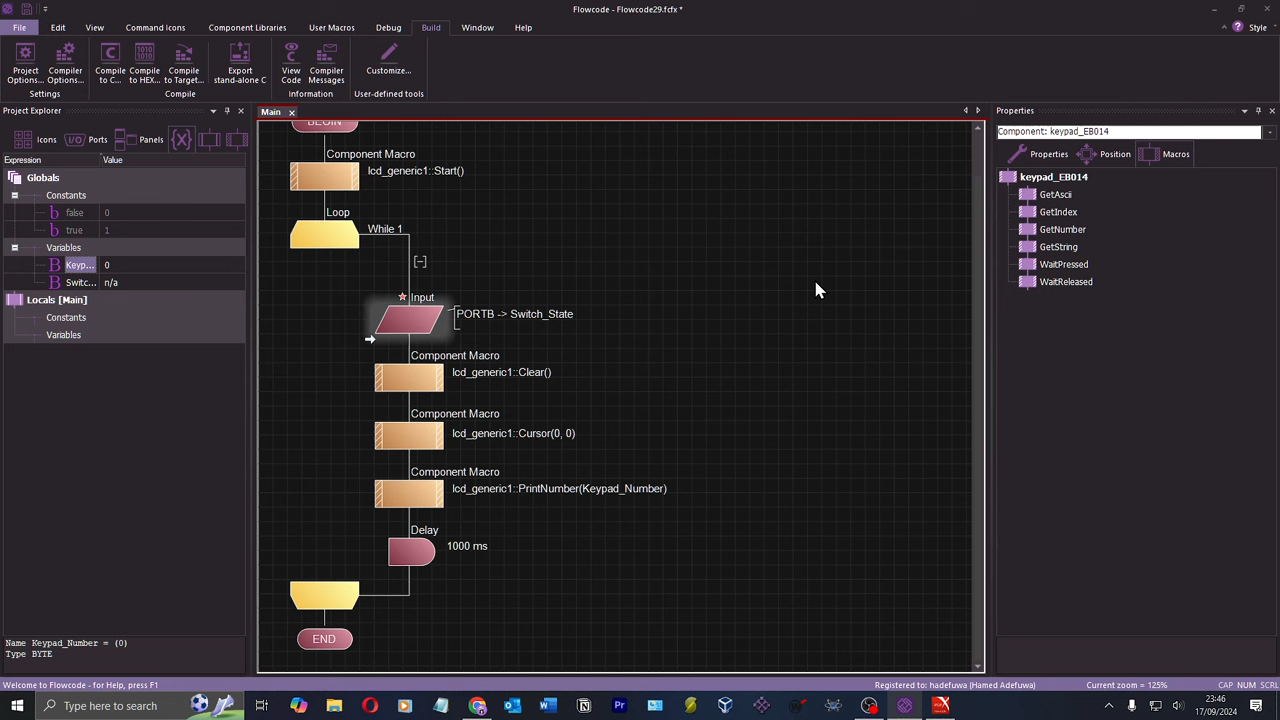 Flowcode - Flowcode29.fcfx *
File Edit View Command Icons Component Libraries User Macros Debug Build Window Help Style
Project Options... Compiler Options... Compile to C... Compile to HEX... Compile to Target... Export stand-alone C View Code Compiler Messages Customize...
Settings Compile Information User-defined tools
Project Explorer
Icons Ports Panels
Expression Value
Globals
Constants
false 0
true 1
Variables
Keyp... 0
Switc... n/a
Locals [Main]
Constants
Variables
Name Keypad_Number = (0)
Type BYTE
Main
BEGIN
Component Macro
lcd_generic1::Start()
Loop
While 1
Input
PORTB -> Switch_State
Component Macro
lcd_generic1::Clear()
Component Macro
lcd_generic1::Cursor(0, 0)
Component Macro
lcd_generic1::PrintNumber(Keypad_Number)
Delay
1000 ms
END
Properties
Component: keypad_EB014
Properties Position Macros
keypad_EB014
GetAscii
GetIndex
GetNumber
GetString
WaitPressed
WaitReleased
Welcome to Flowcode - for Help, press F1 Registered to: hadefuwa (Hamed Adefuwa) Current zoom = 125% CAP NUM SCRL
Type here to search
23:46
17/09/2024